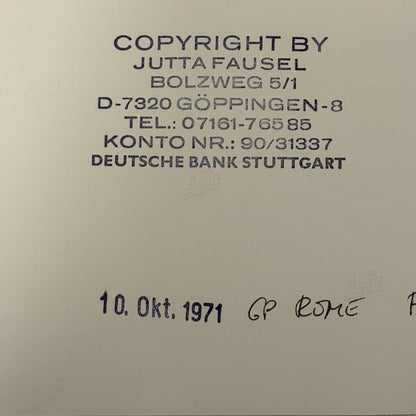 COPYRIGHT BY
JUTTA FAUSEL
BOLZWEG 5/1
D-7320 GÖPPINGEN-8
TEL.: 07161-76585
KONTO NR.: 90/31337
DEUTSCHE BANK STUTTGART
10. Okt. 1971 GP ROME